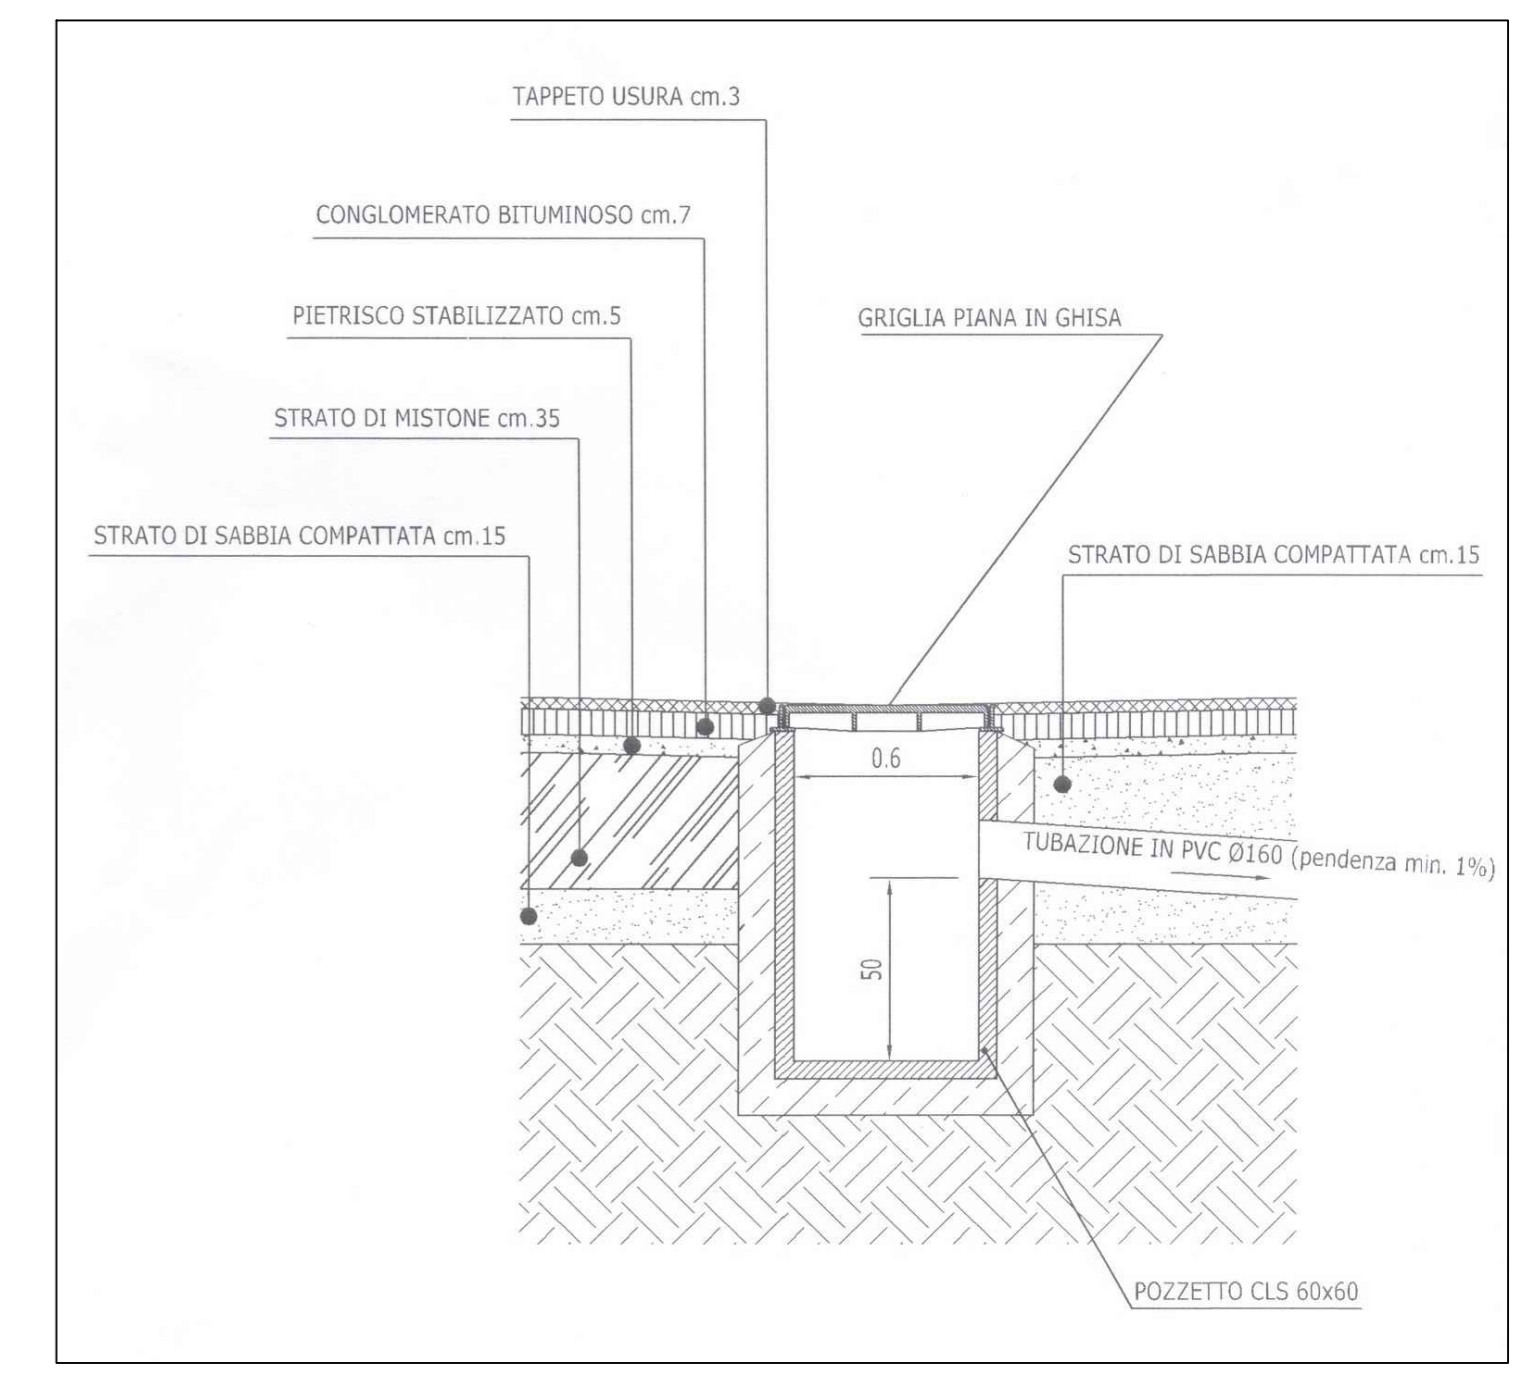 TAPPETO USURA cm.3
CONGLOMERATO BITUMINOSO cm.7
PIETRISCO STABILIZZATO cm.5
GRIGLIA PIANA IN GHISA
STRATO DI MISTONE cm.35
STRATO DI SABBIA COMPATTATA cm.15
STRATO DI SABBIA COMPATTATA cm.15
0.6
TUBAZIONE IN PVC Ø160 (pendenza min. 1%)
50
POZZETTO CLS 60x60